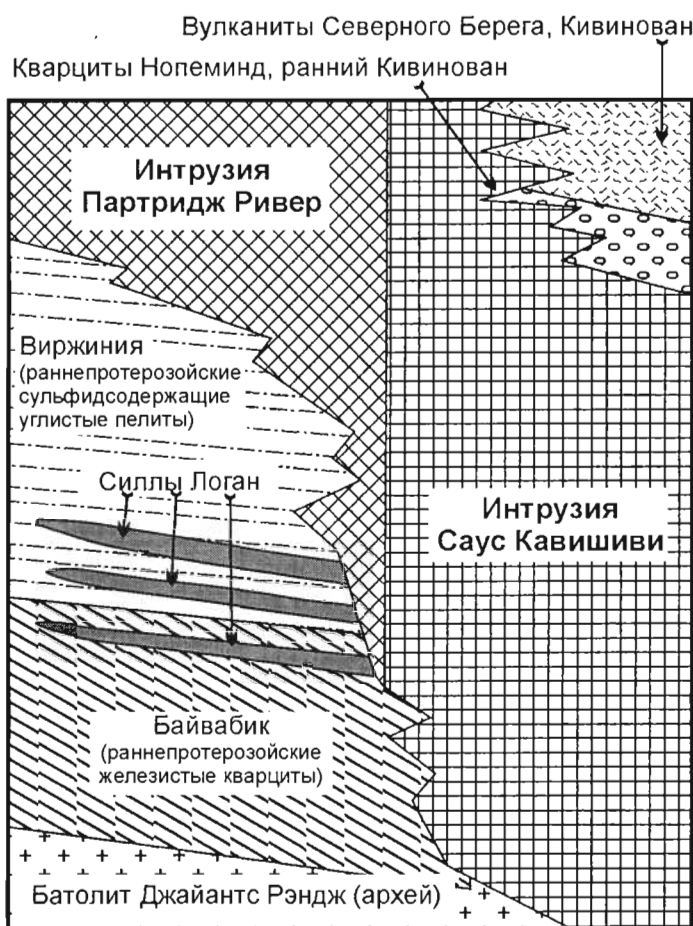 Вулканиты Северного Берега, Кивинован
Кварциты Нопеминд, ранний Кивинован
Интрузия
Партридж Ривер
Виржиния
(раннепротерозойские
сульфидсодержащие
углистые пелиты)
Силлы Логан
Интрузия
Саус Кавишиви
Байвабик
(раннепротерозойские
железистые кварциты)
Батолит Джайантс Рэндж (архей)